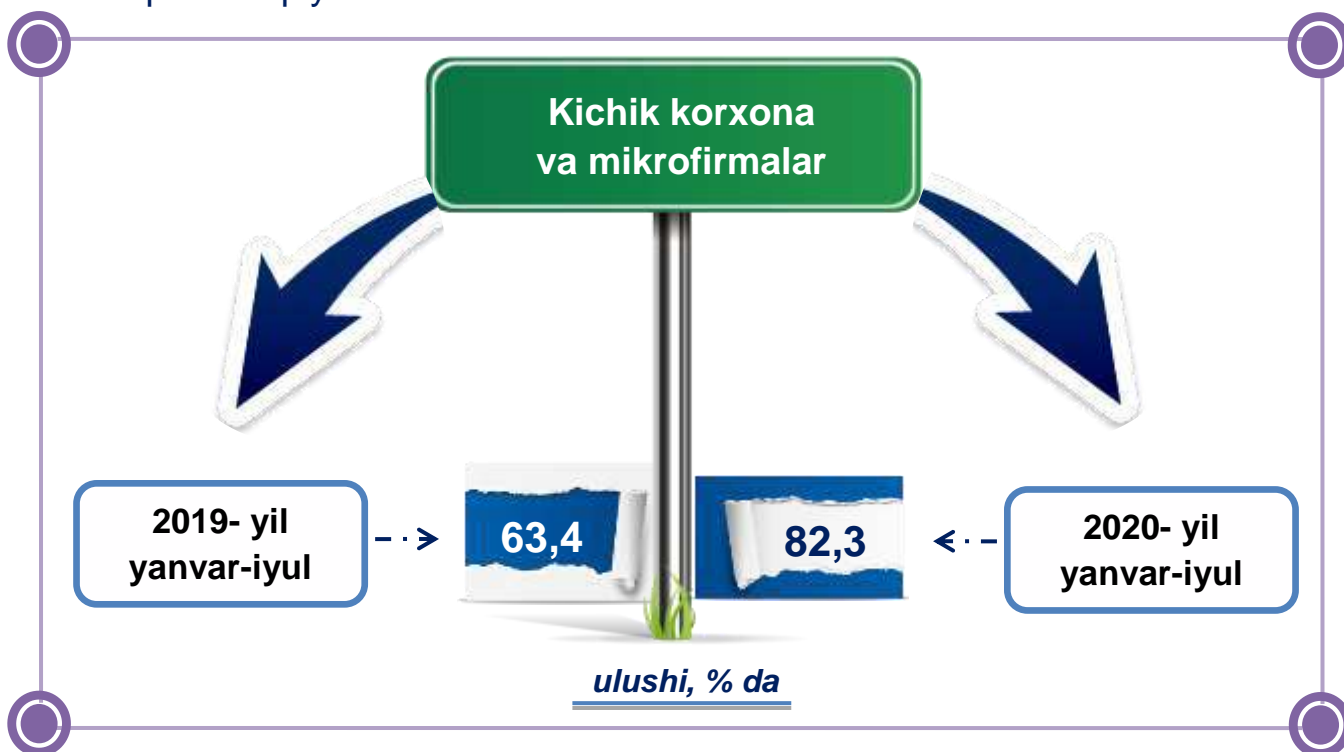 Kichik korxona
va mikrofirmalar
2019- yil
yanvar-iyul
63,4
82,3
2020- yil
yanvar-iyul
ulushi, % da